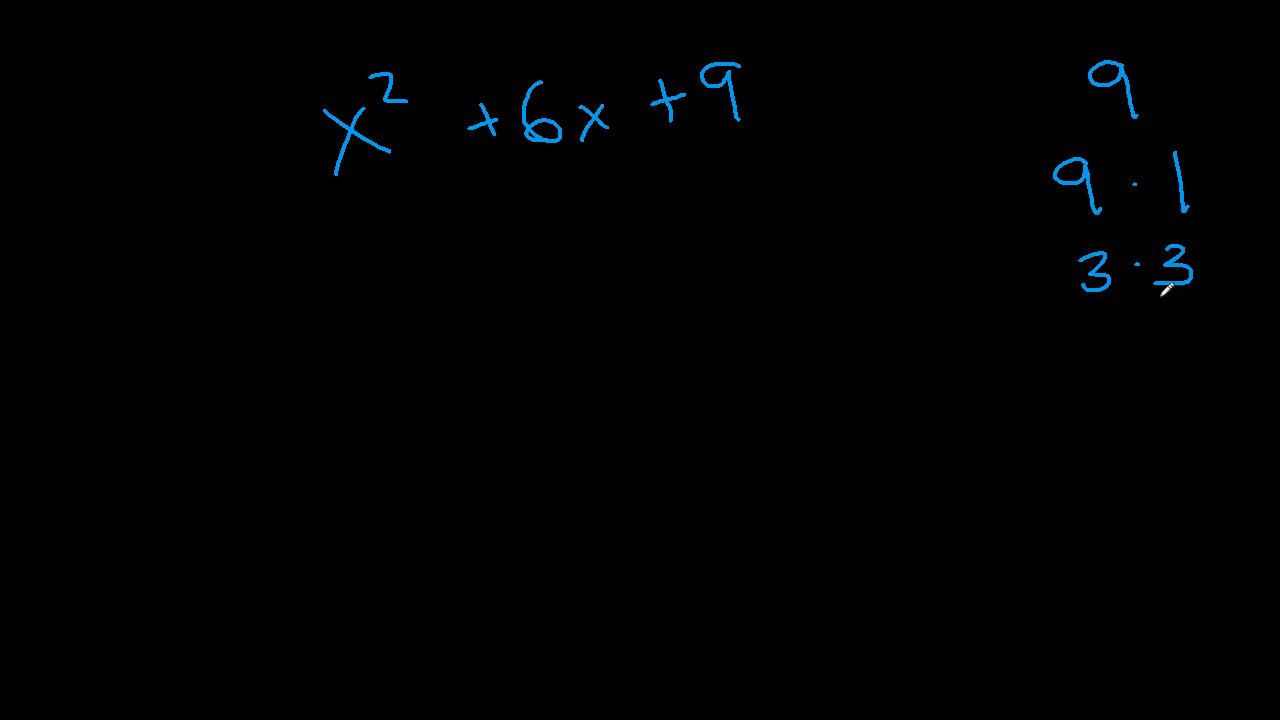 x² + 6x + 9
9
9 · 1
3 · 3